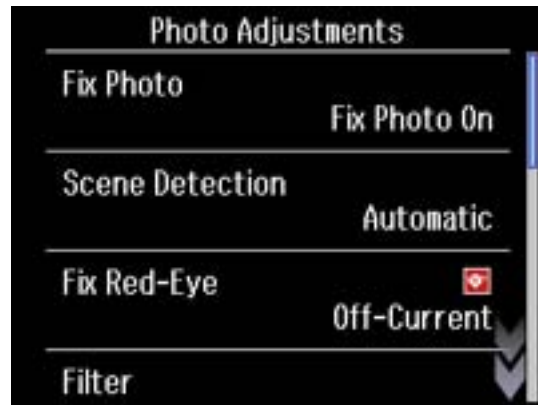 Photo Adjustments
Fix Photo
Fix Photo On
Scene Detection
Automatic
Fix Red-Eye
Off-Current
Filter